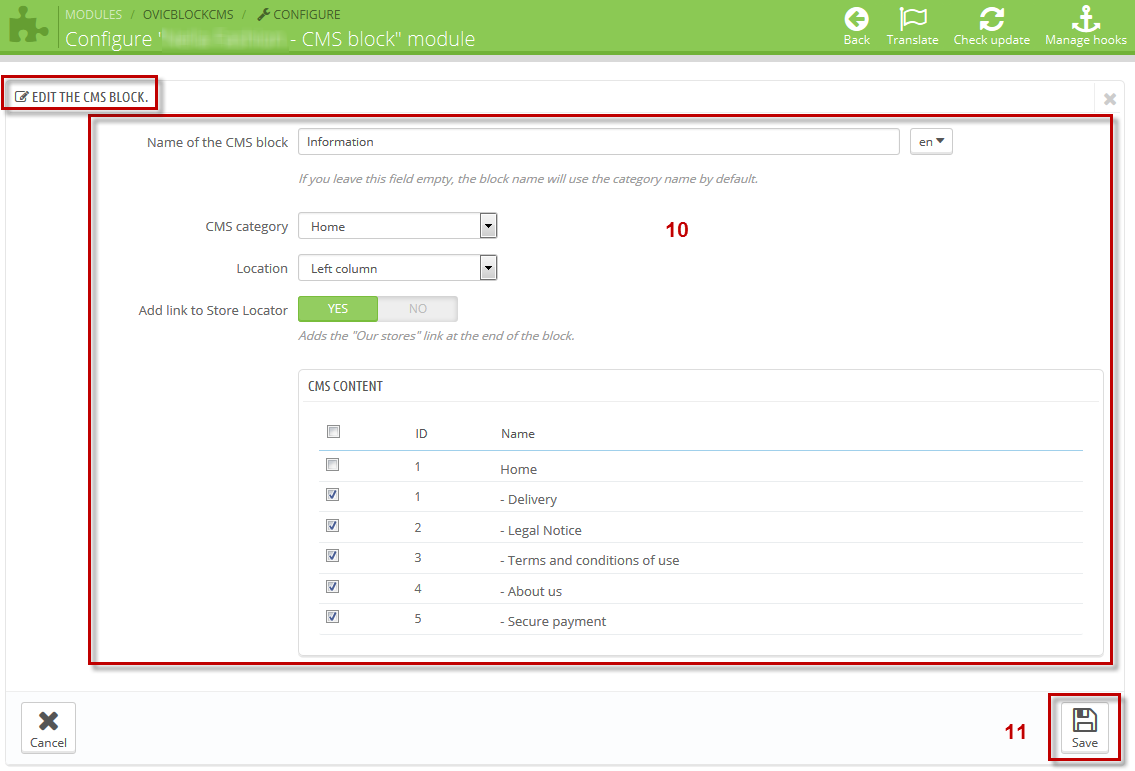 MODULES / OVICBLOCKCMS / CONFIGURE
Configure ' - CMS block" module
Back Translate Check update Manage hooks
EDIT THE CMS BLOCK.
Name of the CMS block Information en
If you leave this field empty, the block name will use the category name by default.
CMS category Home 10
Location Left column
Add link to Store Locator YES NO
Adds the "Our stores" link at the end of the block.
CMS CONTENT
ID Name
1 Home
1 - Delivery
2 - Legal Notice
3 - Terms and conditions of use
4 - About us
5 - Secure payment
Cancel 11 Save